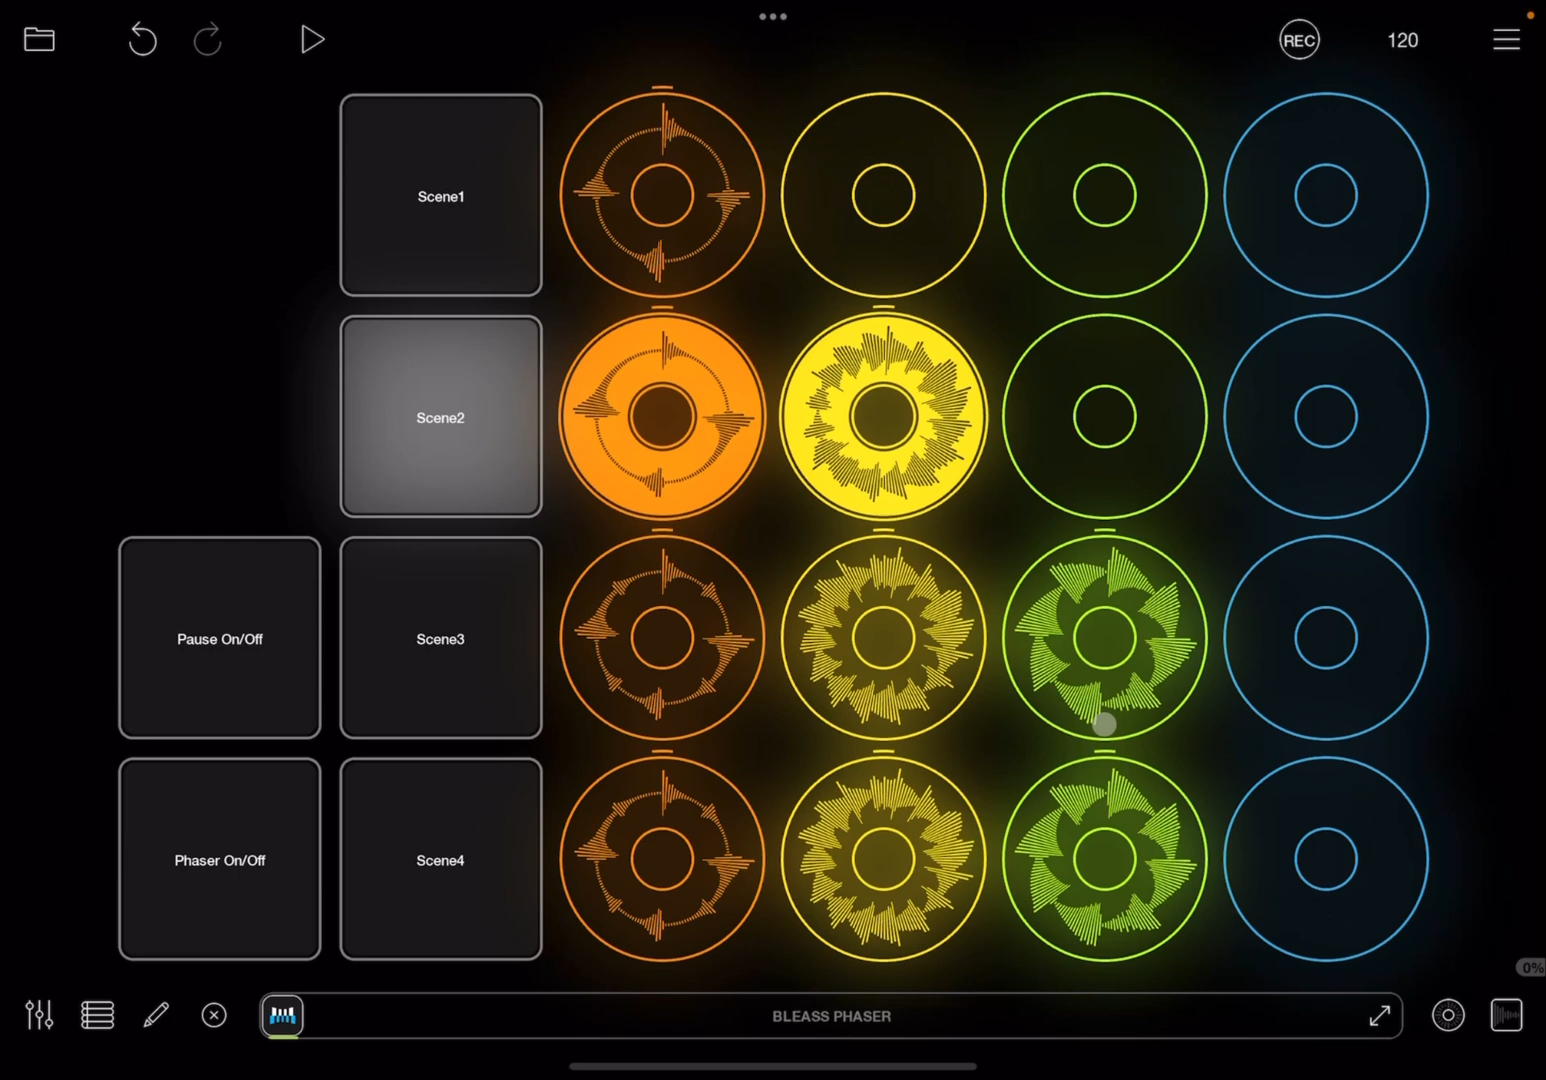 REC
120
Scene1
Scene2
Pause On/Off
Scene3
Phaser On/Off
Scene4
0%
BLEASS PHASER